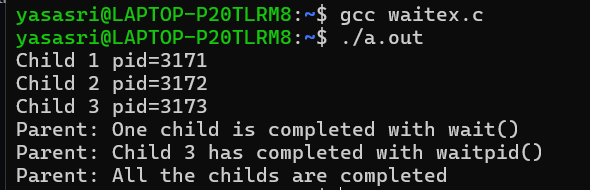 yasasri@LAPTOP-P20TLRM8:~$ gcc waitex.c
yasasri@LAPTOP-P20TLRM8:~$ ./a.out
Child 1 pid=3171
Child 2 pid=3172
Child 3 pid=3173
Parent: One child is completed with wait()
Parent: Child 3 has completed with waitpid()
Parent: All the childs are completed